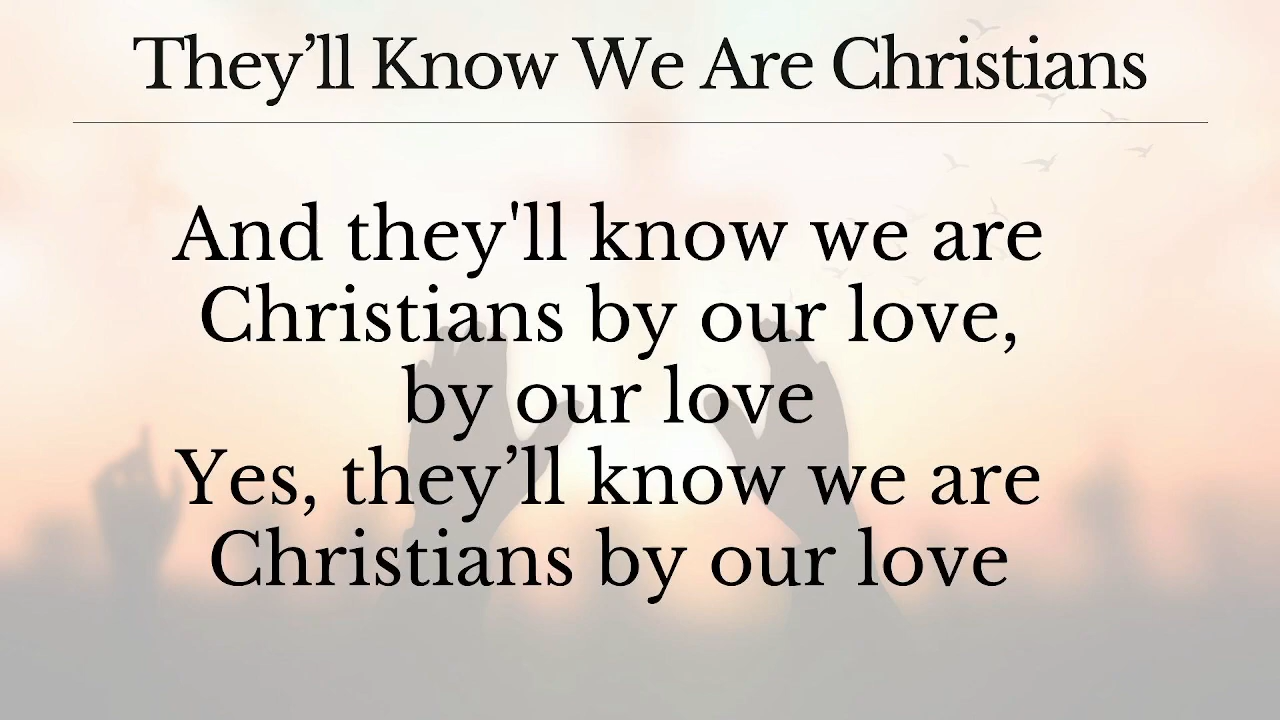 They’ll Know We Are Christians
And they'll know we are
Christians by our love,
by our love
Yes, they’ll know we are
Christians by our love